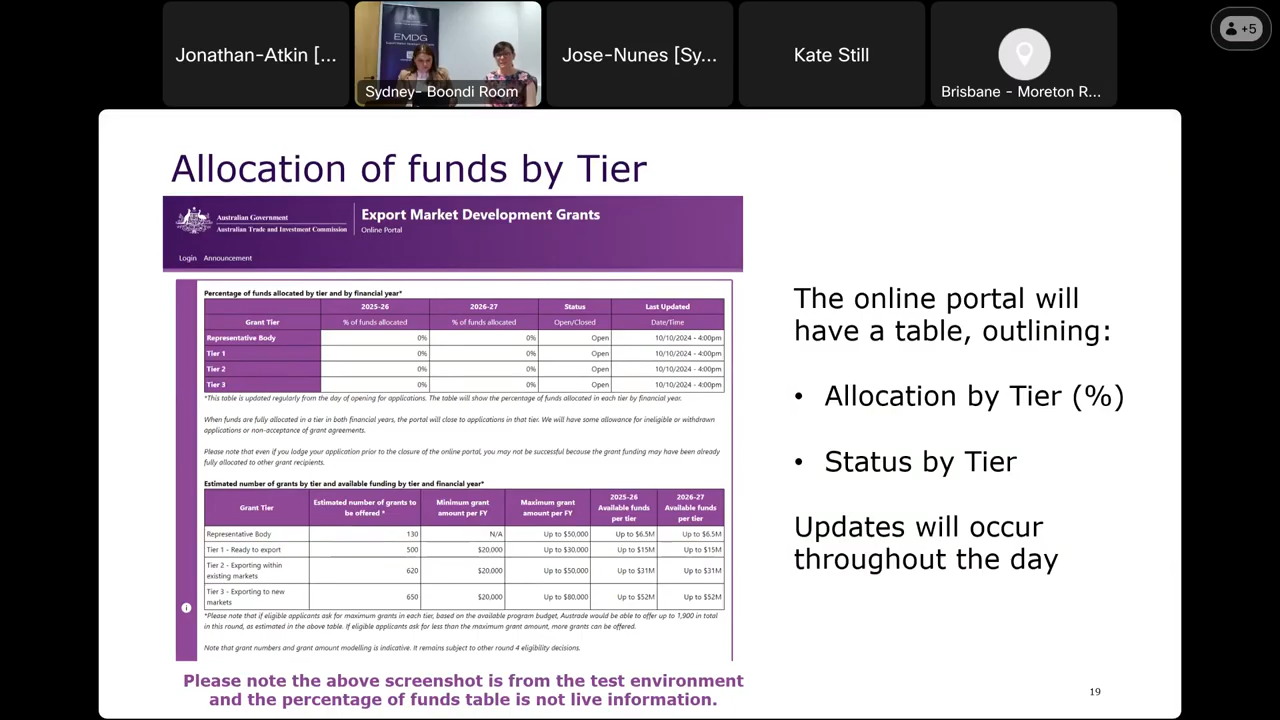 Jonathan-Atkin [...
EMDG
Sydney- Boondi Room
Jose-Nunes [Sy...
Kate Still
Brisbane - Moreton R...
+5
Allocation of funds by Tier
Australian Government
Australian Trade and Investment Commission
Export Market Development Grants
Online Portal
Login Announcement
Percentage of funds allocated by tier and by financial year*
2025-26 2026-27 Status Last Updated
Grant Tier % of funds allocated % of funds allocated Open/Closed Date/Time
Representative Body 0% 0% Open 10/10/2024 - 4:00pm
Tier 1 0% 0% Open 10/10/2024 - 4:00pm
Tier 2 0% 0% Open 10/10/2024 - 4:00pm
Tier 3 0% 0% Open 10/10/2024 - 4:00pm
*This table is updated regularly from the day of opening for applications. The table will show the percentage of funds allocated in each tier by financial year.
When funds are fully allocated in a tier in both financial years, the portal will close to applications in that tier. We will have some allowance for ineligible or withdrawn
applications or non-acceptance of grant agreements.
Please note that even if you lodge your application prior to the closure of the online portal, you may not be successful because the grant funding may have been already
fully allocated to other grant recipients.
Estimated number of grants by tier and available funding by tier and financial year*
Grant Tier Estimated number of grants to be offered * Minimum grant amount per FY Maximum grant amount per FY 2025-26 Available funds per tier 2026-27 Available funds per tier
Representative Body 130 N/A Up to $50,000 Up to $6.5M Up to $6.5M
Tier 1 - Ready to export 500 $20,000 Up to $30,000 Up to $15M Up to $15M
Tier 2 - Exporting within existing markets 620 $20,000 Up to $50,000 Up to $31M Up to $31M
Tier 3 - Exporting to new markets 650 $20,000 Up to $80,000 Up to $52M Up to $52M
*Please note that if eligible applicants ask for maximum grants in each tier, based on the available program budget, Austrade would be able to offer up to 1,900 in total
in this round, as estimated in the above table. If eligible applicants ask for less than the maximum grant amount, more grants can be offered.
Note that grant numbers and grant amount modelling is indicative. It remains subject to other round 4 eligibility decisions.
Please note the above screenshot is from the test environment
and the percentage of funds table is not live information.
The online portal will
have a table, outlining:
• Allocation by Tier (%)
• Status by Tier
Updates will occur
throughout the day
19